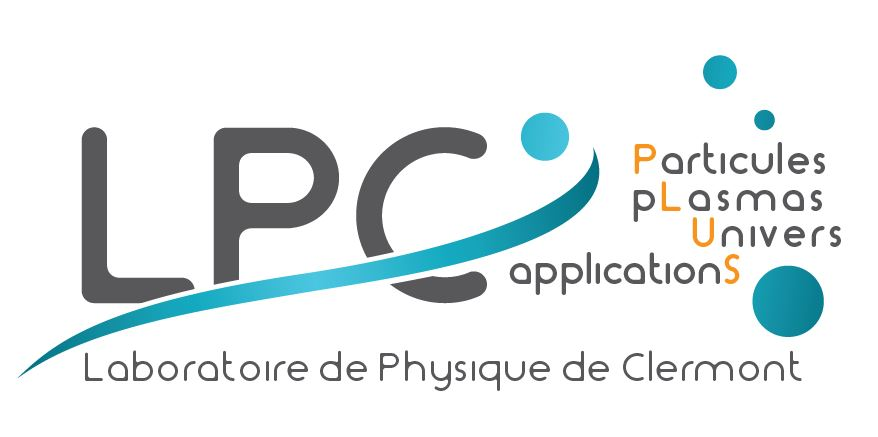 LPC
Particules
pLasmas
Univers
applicationS
Laboratoire de Physique de Clermont